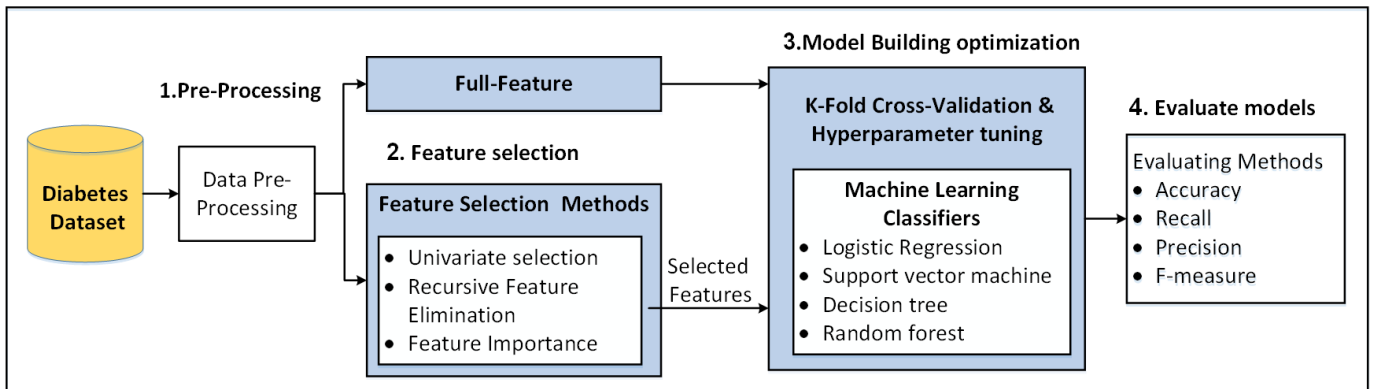 1.Pre-Processing
Diabetes
Dataset
Data Pre-
Processing
Full-Feature
2. Feature selection
Feature Selection Methods
• Univariate selection
• Recursive Feature
Elimination
• Feature Importance
Selected
Features
3.Model Building optimization
K-Fold Cross-Validation &
Hyperparameter tuning
Machine Learning
Classifiers
• Logistic Regression
• Support vector machine
• Decision tree
• Random forest
4. Evaluate models
Evaluating Methods
• Accuracy
• Recall
• Precision
• F-measure